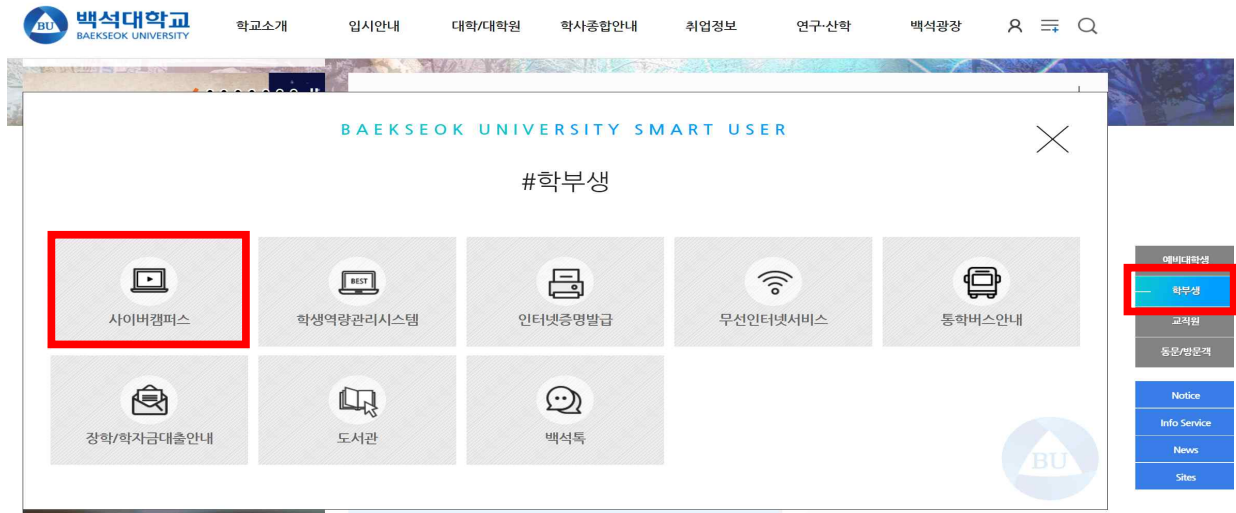 백석대학교
BAEKSEOK UNIVERSITY
학교소개 입시안내 대학/대학원 학사종합안내 취업정보 연구·산학 백석광장
BAEKSEOK UNIVERSITY SMART USER
#학부생
사이버캠퍼스 학생역량관리시스템 인터넷증명발급 무선인터넷서비스 통학버스안내
BEST
장학/학자금대출안내 도서관 백석톡
BU
예비대학생
학부생
교직원
동문/방문객
Notice
Info Service
News
Sites
BU